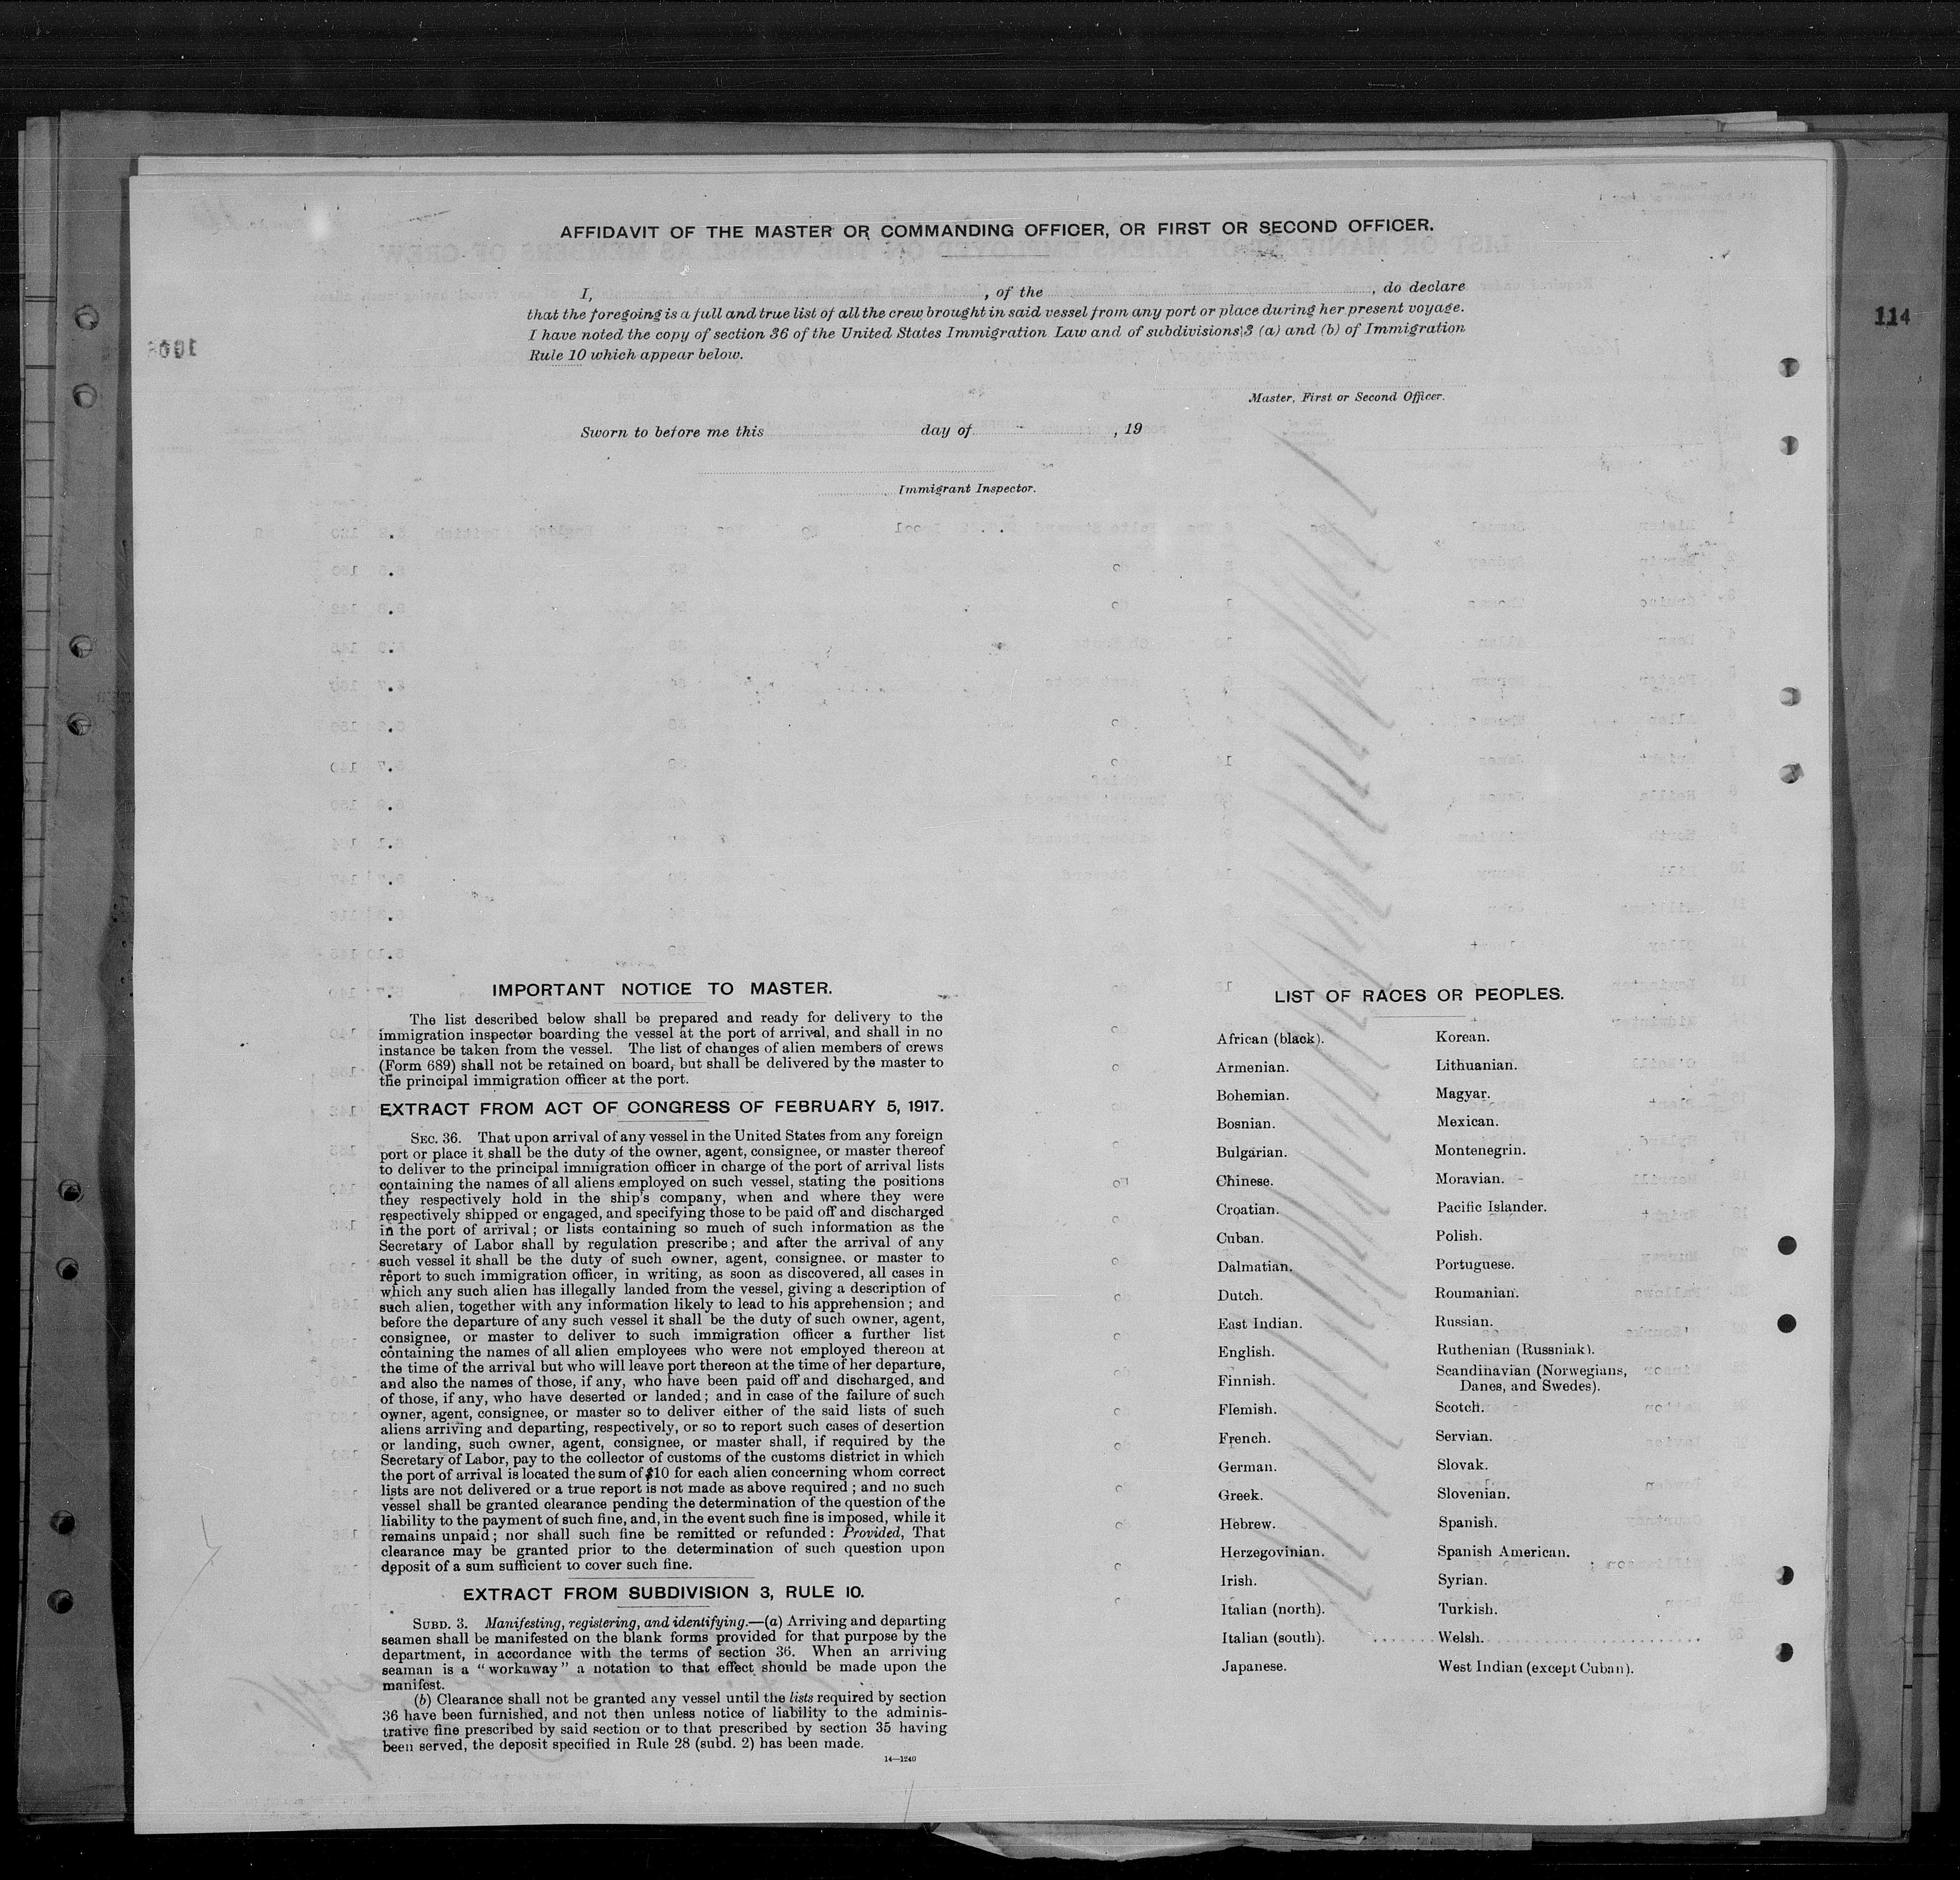 AFFIDAVIT OF THE MASTER OR COMMANDING OFFICER, OR FIRST OR SECOND OFFICER.
I, , of the , do declare
that the foregoing is a full and true list of all the crew brought in said vessel from any port or place during her present voyage.
I have noted the copy of section 36 of the United States Immigration Law and of subdivisions 3 (a) and (b) of Immigration
Rule 10 which appear below.
114
Master, First or Second Officer.
Sworn to before me this day of , 19
Immigrant Inspector.
IMPORTANT NOTICE TO MASTER.
The list described below shall be prepared and ready for delivery to the
immigration inspector boarding the vessel at the port of arrival, and shall in no
instance be taken from the vessel. The list of changes of alien members of crews
(Form 689) shall not be retained on board, but shall be delivered by the master to
the principal immigration officer at the port.
EXTRACT FROM ACT OF CONGRESS OF FEBRUARY 5, 1917.
SEC. 36. That upon arrival of any vessel in the United States from any foreign
port or place it shall be the duty of the owner, agent, consignee, or master thereof
to deliver to the principal immigration officer in charge of the port of arrival lists
containing the names of all aliens employed on such vessel, stating the positions
they respectively hold in the ship's company, when and where they were
respectively shipped or engaged, and specifying those to be paid off and discharged
in the port of arrival; or lists containing so much of such information as the
Secretary of Labor shall by regulation prescribe; and after the arrival of any
such vessel it shall be the duty of such owner, agent, consignee, or master to
report to such immigration officer, in writing, as soon as discovered, all cases in
which any such alien has illegally landed from the vessel, giving a description of
such alien, together with any information likely to lead to his apprehension; and
before the departure of any such vessel it shall be the duty of such owner, agent,
consignee, or master to deliver to such immigration officer a further list
containing the names of all alien employees who were not employed thereon at
the time of the arrival but who will leave port thereon at the time of her departure,
and also the names of those, if any, who have been paid off and discharged, and
of those, if any, who have deserted or landed; and in case of the failure of such
owner, agent, consignee, or master so to deliver either of the said lists of such
aliens arriving and departing, respectively, or so to report such cases of desertion
or landing, such owner, agent, consignee, or master shall, if required by the
Secretary of Labor, pay to the collector of customs of the customs district in which
the port of arrival is located the sum of $10 for each alien concerning whom correct
lists are not delivered or a true report is not made as above required; and no such
vessel shall be granted clearance pending the determination of the question of the
liability to the payment of such fine, and, in the event such fine is imposed, while it
remains unpaid; nor shall such fine be remitted or refunded: Provided, That
clearance may be granted prior to the determination of such question upon
deposit of a sum sufficient to cover such fine.
EXTRACT FROM SUBDIVISION 3, RULE 10.
SUBD. 3. Manifesting, registering, and identifying.—(a) Arriving and departing
seamen shall be manifested on the blank forms provided for that purpose by the
department, in accordance with the terms of section 36. When an arriving
seaman is a "workaway" a notation to that effect should be made upon the
manifest.
(b) Clearance shall not be granted any vessel until the lists required by section
36 have been furnished, and not then unless notice of liability to the adminis-
trative fine prescribed by said section or to that prescribed by section 35 having
been served, the deposit specified in Rule 28 (subd. 2) has been made.
14—1240
LIST OF RACES OR PEOPLES.
African (black).
Armenian.
Bohemian.
Bosnian.
Bulgarian.
Chinese.
Croatian.
Cuban.
Dalmatian.
Dutch.
East Indian.
English.
Finnish.
Flemish.
French.
German.
Greek.
Hebrew.
Herzegovinian.
Irish.
Italian (north).
Italian (south).
Japanese.
Korean.
Lithuanian.
Magyar.
Mexican.
Montenegrin.
Moravian.
Pacific Islander.
Polish.
Portuguese.
Roumanian.
Russian.
Ruthenian (Russniak).
Scandinavian (Norwegians,
Danes, and Swedes).
Scotch.
Servian.
Slovak.
Slovenian.
Spanish.
Spanish American.
Syrian.
Turkish.
Welsh.
West Indian (except Cuban).